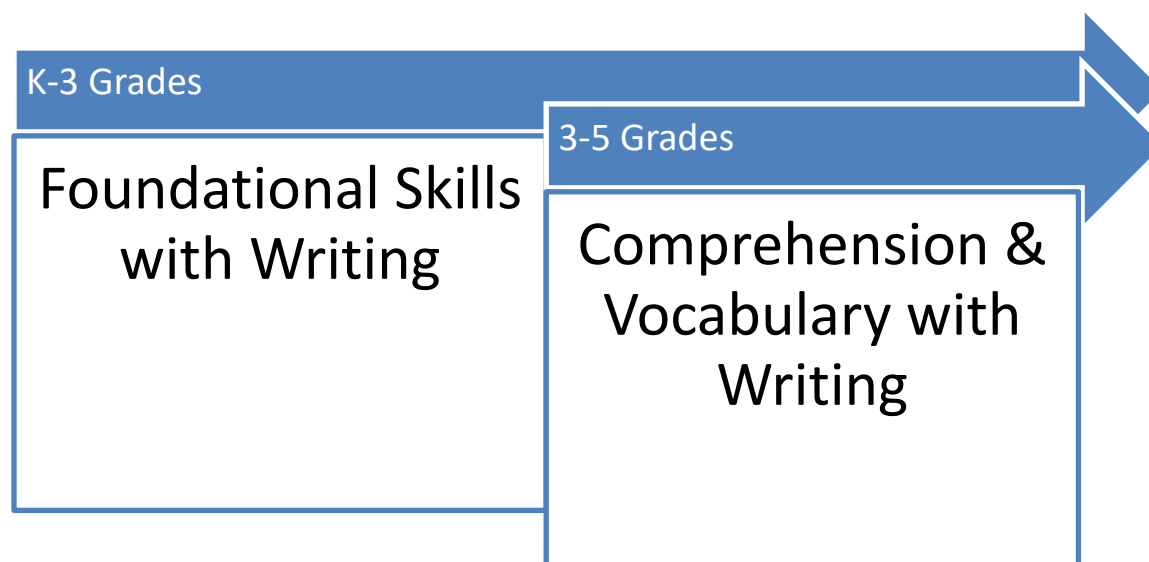 K-3 Grades
Foundational Skills
with Writing
3-5 Grades
Comprehension &
Vocabulary with
Writing